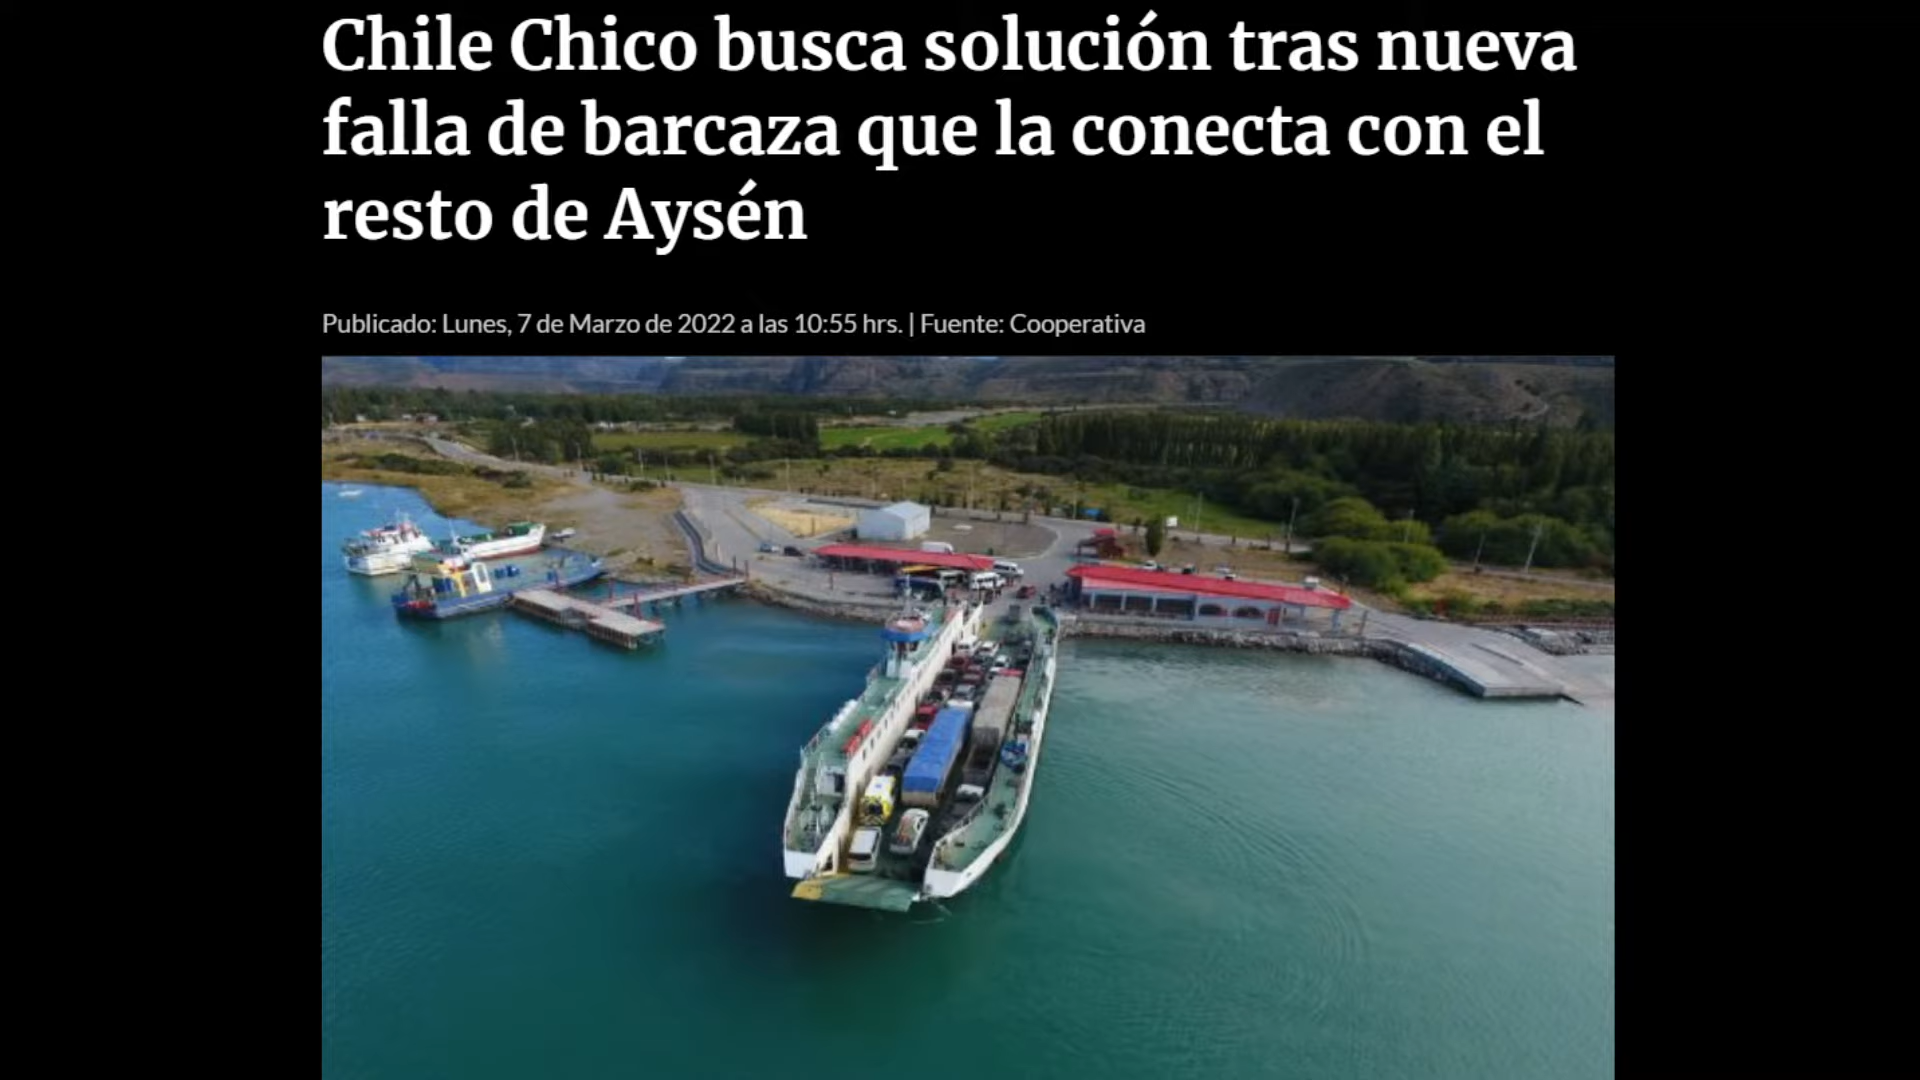 Chile Chico busca solución tras nueva
falla de barcaza que la conecta con el
resto de Aysén
Publicado: Lunes, 7 de Marzo de 2022 a las 10:55 hrs. | Fuente: Cooperativa